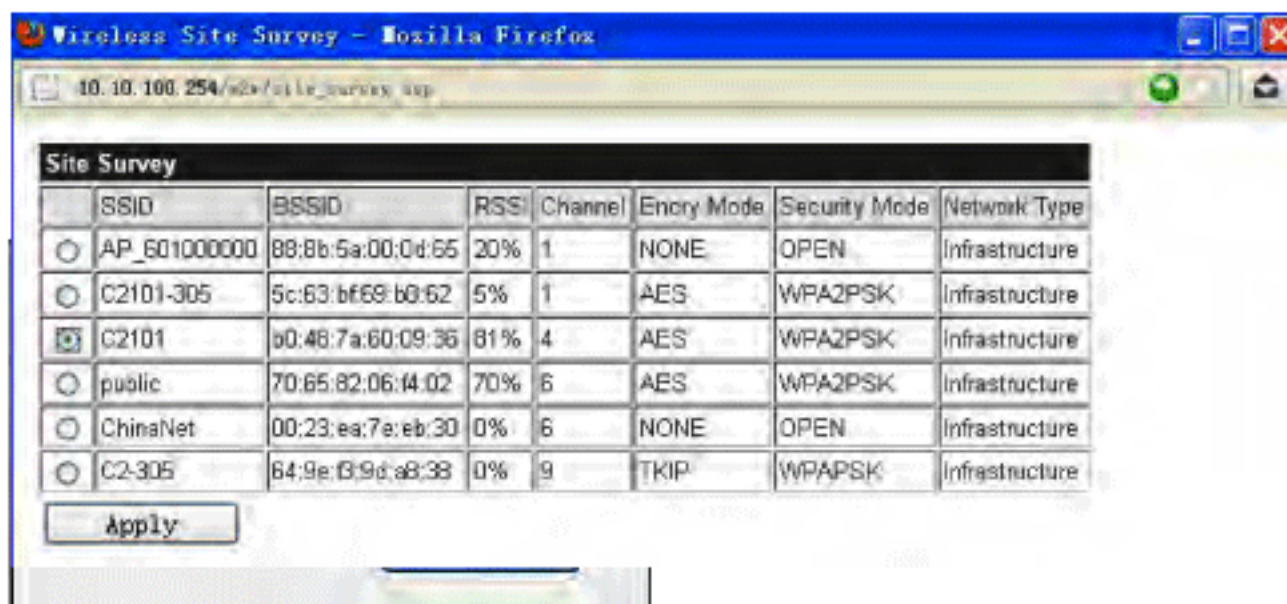 Wireless Site Survey - Mozilla Firefox
10.10.100.254/
Site Survey
SSID BSSID RSSI Channel Encry Mode Security Mode Network Type
AP_601000000 88:8b:5a:00:0d:65 20% 1 NONE OPEN Infrastructure
C2101-305 5c:63:bf:69:b3:62 5% 1 AES WPA2PSK Infrastructure
C2101 b0:48:7a:60:09:36 81% 4 AES WPA2PSK Infrastructure
public 70:65:82:06:f4:02 70% 6 AES WPA2PSK Infrastructure
ChinaNet 00:23:ea:7e:eb:30 0% 6 NONE OPEN Infrastructure
C2-305 64:9e:f3:9d:a8:38 0% 9 TKIP WPAPSK Infrastructure
Apply